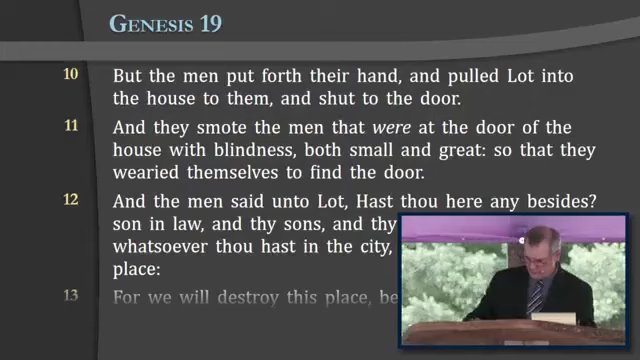 GENESIS 19
10 But the men put forth their hand, and pulled Lot into
the house to them, and shut to the door.
11 And they smote the men that were at the door of the
house with blindness, both small and great: so that they
wearied themselves to find the door.
12 And the men said unto Lot, Hast thou here any besides?
son in law, and thy sons, and thy
whatsoever thou hast in the city,
place:
13 For we will destroy this place, be